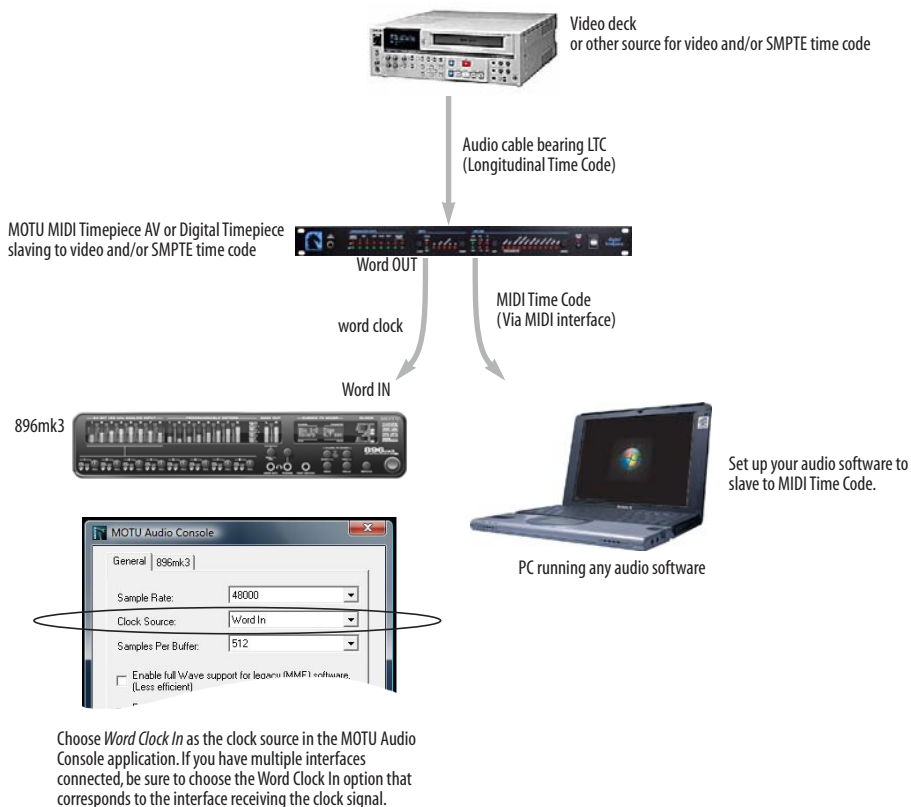 Video deck
or other source for video and/or SMPTE time code
Audio cable bearing LTC
(Longitudinal Time Code)
MOTU MIDI Timepiece AV or Digital Timepiece
slaving to video and/or SMPTE time code
Word OUT
MIDI Time Code
(Via MIDI interface)
word clock
Word IN
896mk3
896mk3
Set up your audio software to
slave to MIDI Time Code.
PC running any audio software
MOTU Audio Console
General 896mk3
Sample Rate: 48000
Clock Source: Word In
Samples Per Buffer: 512
Enable full Wave support for legacy (MME) software.
(Less efficient)
Choose Word Clock In as the clock source in the MOTU Audio
Console application. If you have multiple interfaces
connected, be sure to choose the Word Clock In option that
corresponds to the interface receiving the clock signal.